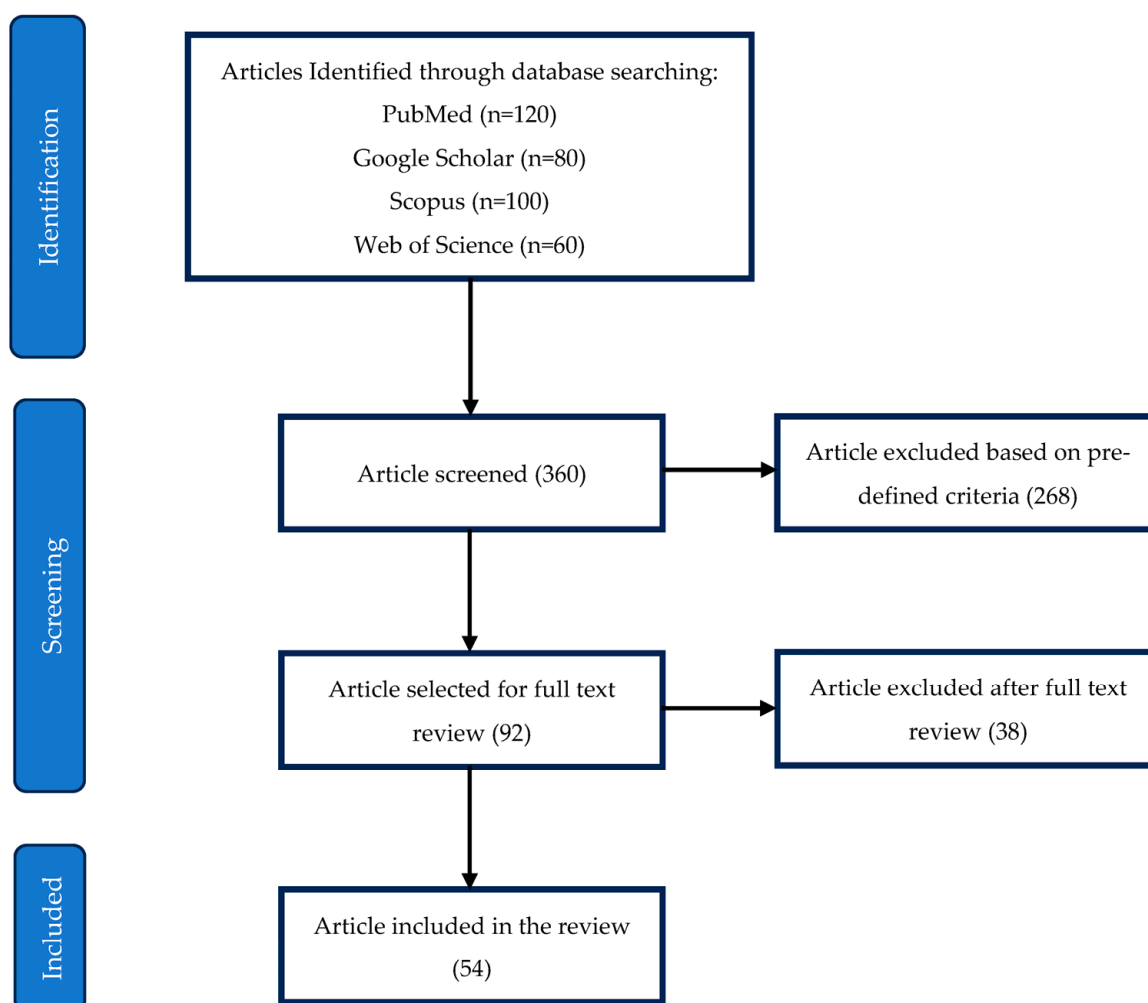 Identification
Articles Identified through database searching:
PubMed (n=120)
Google Scholar (n=80)
Scopus (n=100)
Web of Science (n=60)
Screening
Article screened (360)
Article excluded based on pre-
defined criteria (268)
Article selected for full text
review (92)
Article excluded after full text
review (38)
Included
Article included in the review
(54)